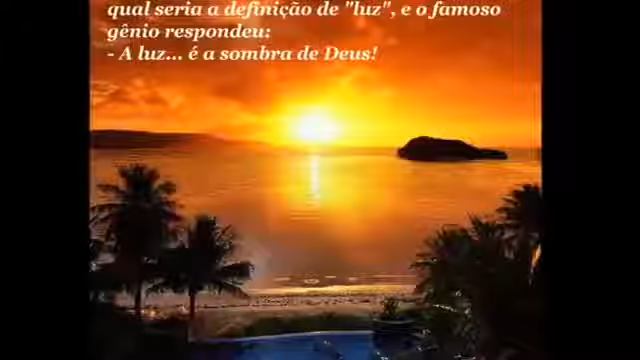 qual seria a definição de "luz", e o famoso
gênio respondeu:
- A luz... é a sombra de Deus!